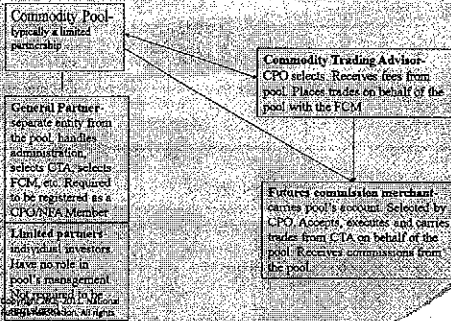 Commodity Pool-
typically a limited
partnership
Commodity Trading Advisor-
CPO selects. Receives fees from
pool. Places trades on behalf of the
pool with the FCM
General Partner-
separate entity from
the pool, handles
administration,
selects CTA, selects
FCM, etc. Required
to be registered as a
CPO/NFA Member
Futures commission merchant
carries pool's account. Selected by
CPO. Accepts, executes and carries
trades from CTA on behalf of the
pool. Receives commissions from
the pool.
Limited partners
individual investors.
Have no role in
pool's management
Not required to be
National
All rights